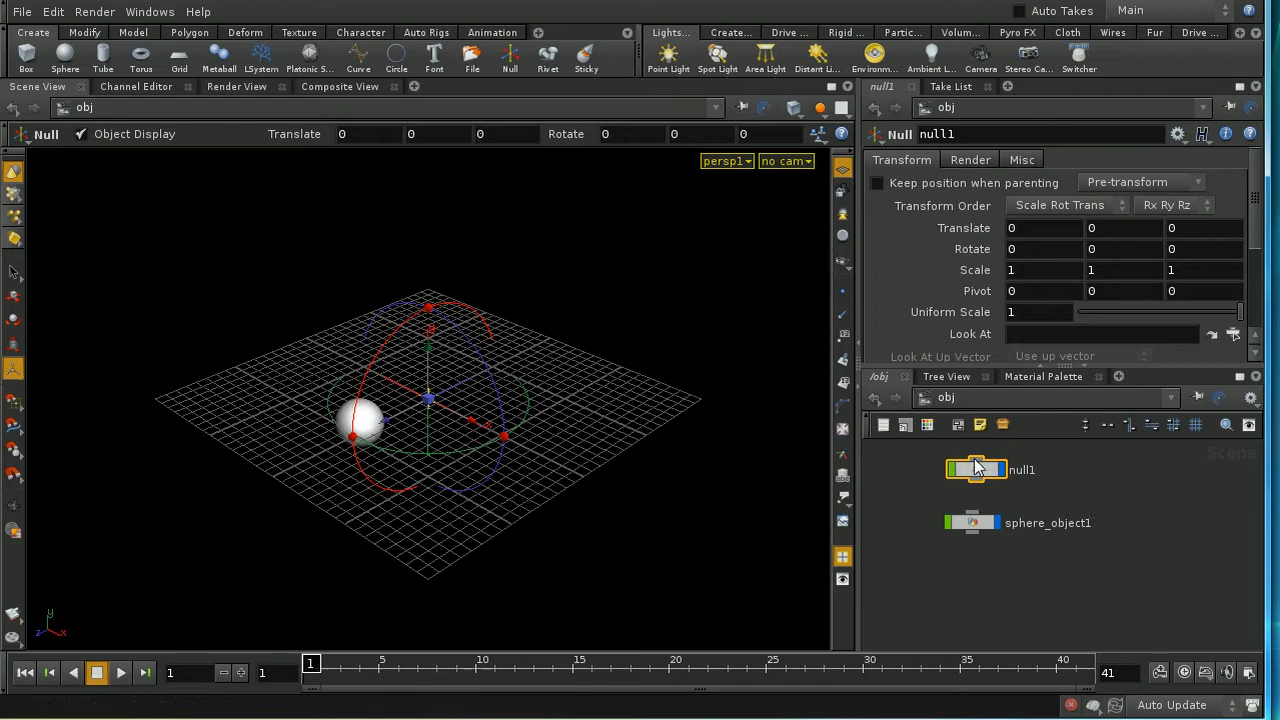 File Edit Render Windows Help Auto Takes Main
Create Modify Model Polygon Deform Texture Character Auto Rigs Animation Lights... Create... Drive ... Rigid ... Partic... Volum... Pyro FX Cloth Wires Fur Drive ...
Box Sphere Tube Torus Grid Metaball LSystem Platonic S... Curve Circle Font File Null Rivet Sticky Point Light Spot Light Area Light Distant Li... Environm... Ambient L... Camera Stereo Ca... Switcher
Scene View Channel Editor Render View Composite View null1 Take List
obj obj
Null Object Display Translate 0 0 0 Rotate 0 0 0 Null null1
persp1 no cam Transform Render Misc
Keep position when parenting Pre-transform
Transform Order Scale Rot Trans Rx Ry Rz
Translate 0 0 0
Rotate 0 0 0
Scale 1 1 1
Pivot 0 0 0
Uniform Scale 1
Look At
Look At Up Vector Use up vector
/obj Tree View Material Palette
obj
Scene
null1
sphere_object1
y
z x
1 1 1 5 10 15 20 25 30 35 40 41
Auto Update